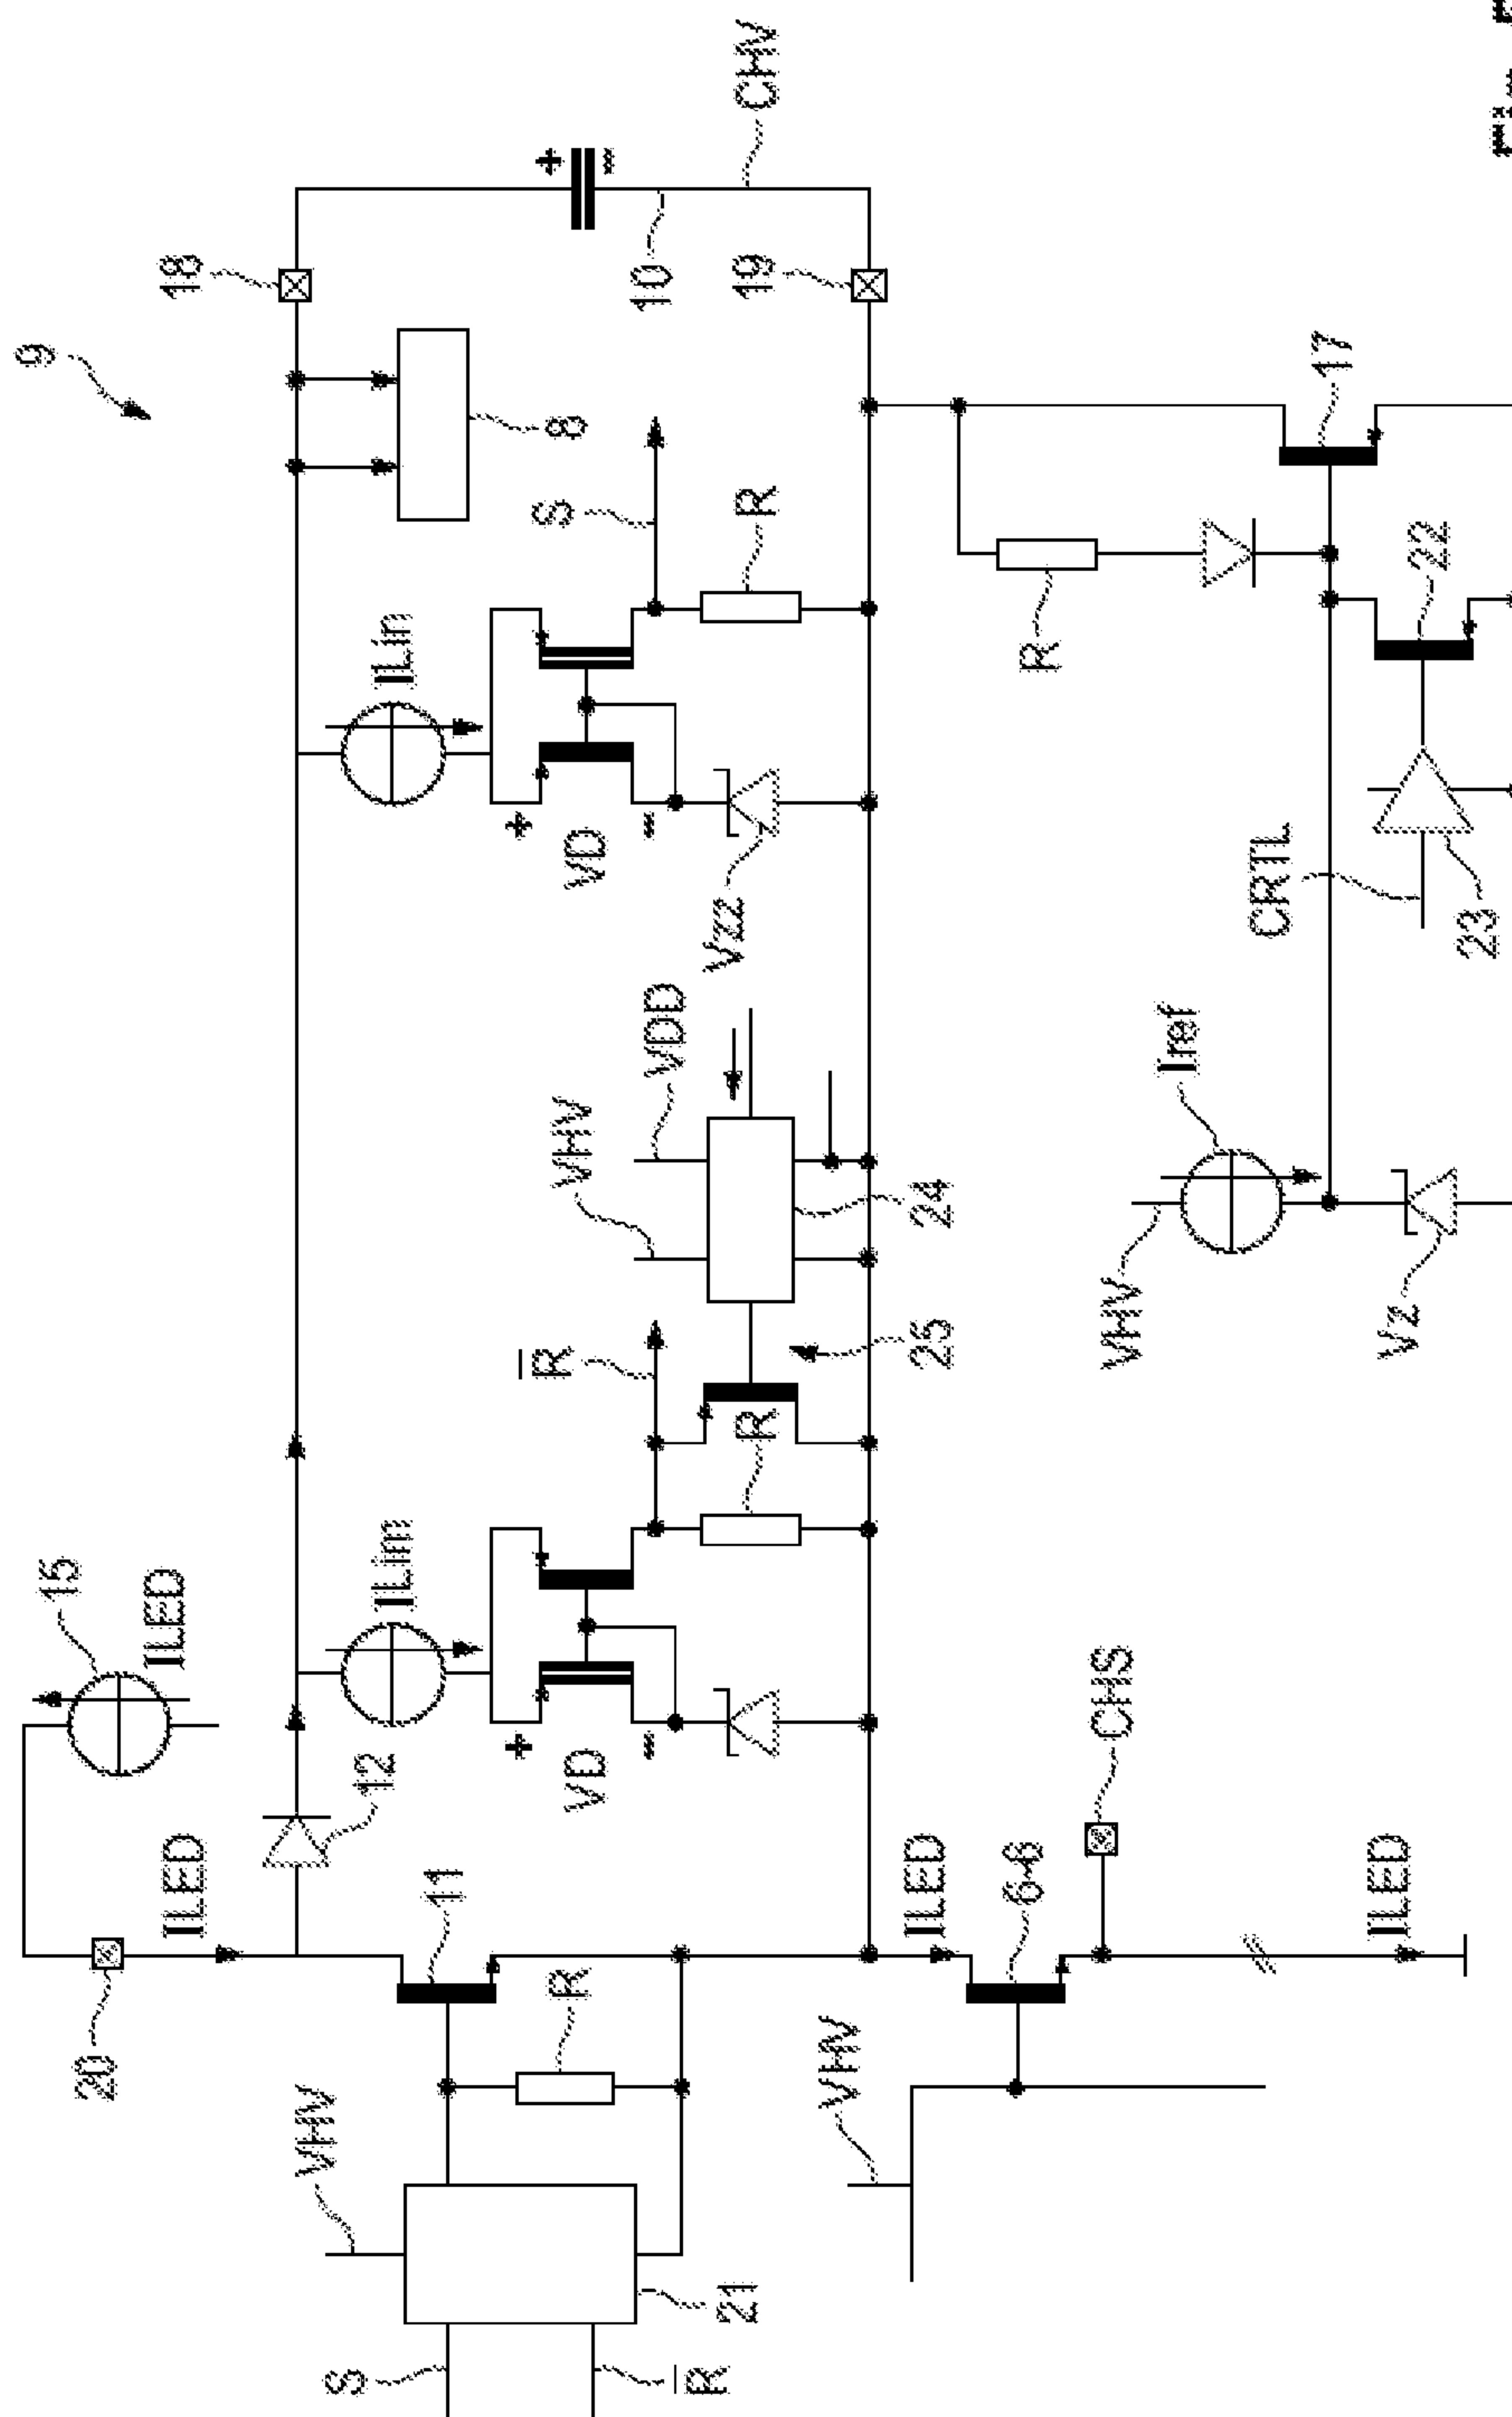 9
15
ILED
18
CHV
+
-
20
ILED
12
ILim
ILin
8
10
19
VHV
11
+
VD
-
R̅
VHV
VDD
+
VD
-
S
R
S
R̅
21
R
R
25
24
Vzz
VHV
ILED
6-6
CHS
ILED
VHV
Iref
Vz
CRTL
23
R
22
17